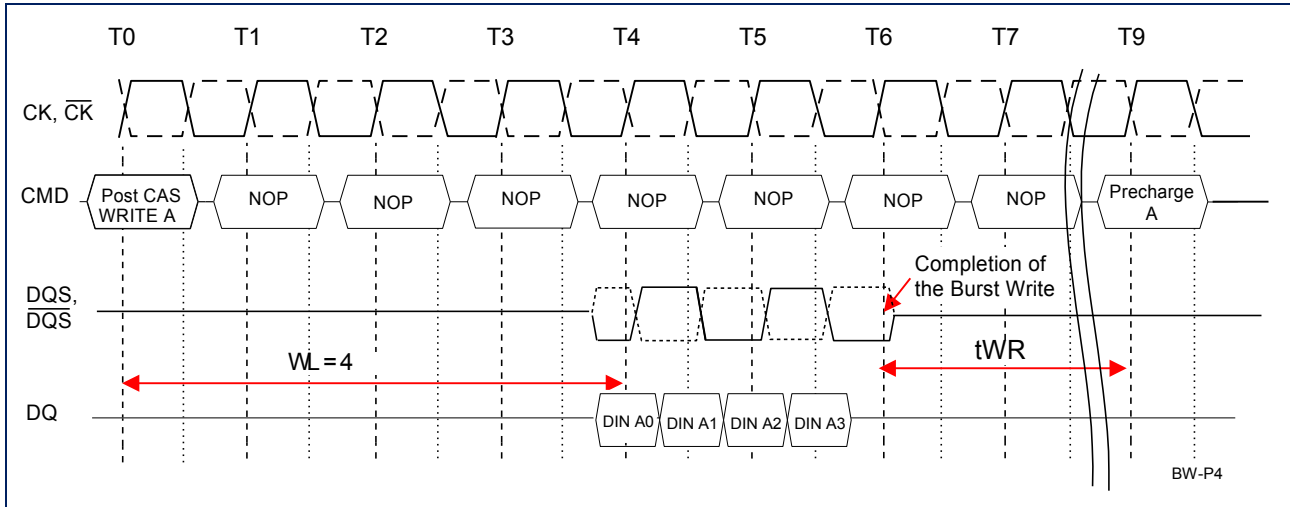 T0 T1 T2 T3 T4 T5 T6 T7 T9
CK, CK
CMD
Post CAS
WRITE A
NOP NOP NOP NOP NOP NOP NOP
Precharge
A
DQS,
DQS
Completion of
the Burst Write
WL = 4
tWR
DQ
DIN A0 DIN A1 DIN A2 DIN A3
BW-P4